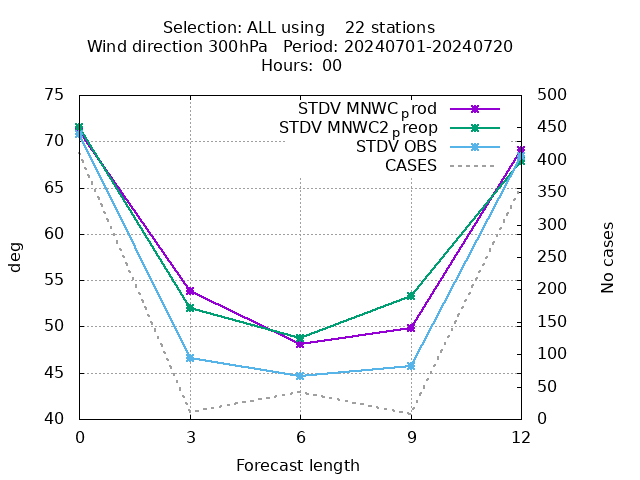 Selection: ALL using    22 stations
Wind direction 300hPa   Period: 20240701-20240720
Hours:  00
STDV MNWC_prod
STDV MNWC2_preop
STDV OBS
CASES
75
70
65
60
55
50
45
40
deg
500
450
400
350
300
250
200
150
100
50
0
No cases
0 3 6 9 12
Forecast length